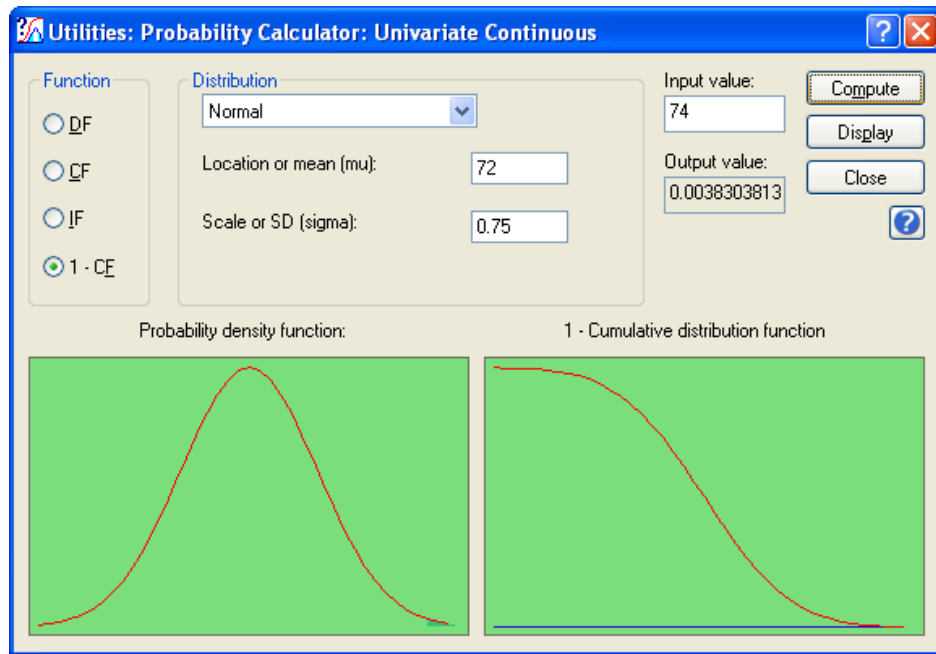 Utilities: Probability Calculator: Univariate Continuous
Function
DF
CF
IF
1 - CF
Distribution
Normal
Location or mean (mu):
72
Scale or SD (sigma):
0.75
Input value:
74
Output value:
0.0038303813
Compute
Display
Close
?
Probability density function:
1 - Cumulative distribution function